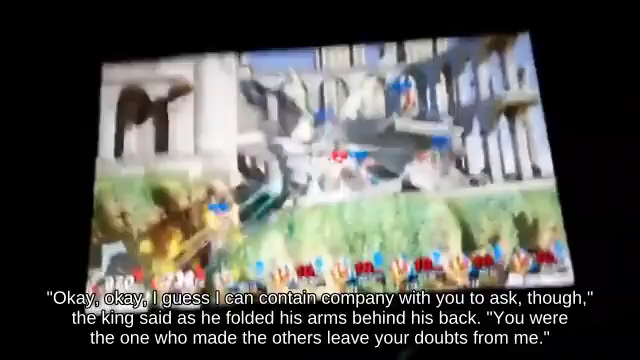 "Okay, okay, I guess I can contain company with you to ask, though,"
the king said as he folded his arms behind his back. "You were
the one who made the others leave your doubts from me."